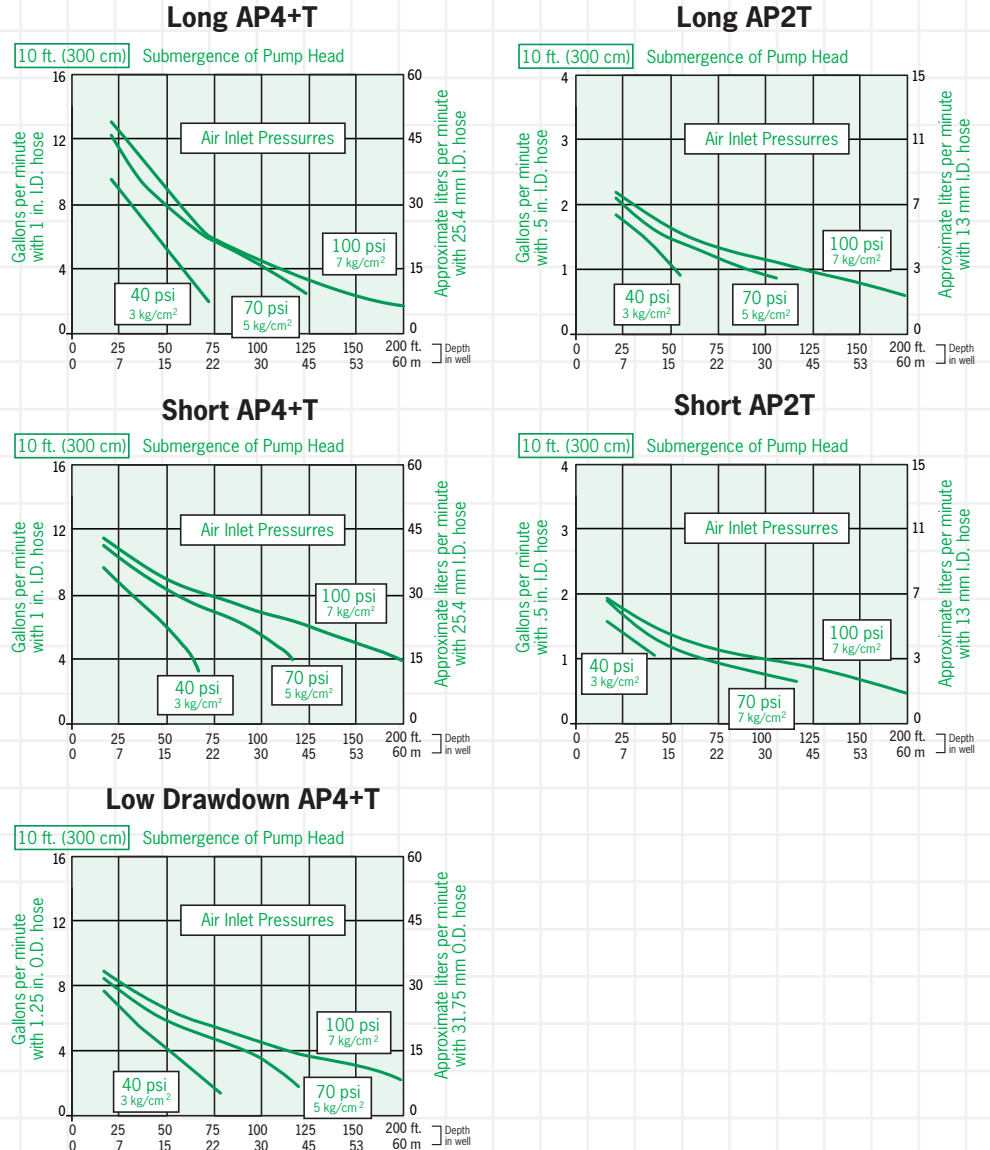 Long AP4+T
10 ft. (300 cm) Submergence of Pump Head
Gallons per minute
with 1 in. I.D. hose
16
12
8
4
0
60
45
30
15
0
Approximate liters per minute
with 25.4 mm I.D. hose
Air Inlet Pressurres
100 psi
7 kg/cm²
40 psi
3 kg/cm²
70 psi
5 kg/cm²
0 25 50 75 100 125 150 200 ft.
0 7 15 22 30 45 53 60 m
Depth
in well
Long AP2T
10 ft. (300 cm) Submergence of Pump Head
Gallons per minute
with .5 in. I.D. hose
4
3
2
1
0
15
11
7
3
0
Approximate liters per minute
with 13 mm I.D. hose
Air Inlet Pressurres
100 psi
7 kg/cm²
40 psi
3 kg/cm²
70 psi
5 kg/cm²
0 25 50 75 100 125 150 200 ft.
0 7 15 22 30 45 53 60 m
Depth
in well
Short AP4+T
10 ft. (300 cm) Submergence of Pump Head
Gallons per minute
with 1 in. I.D. hose
16
12
8
4
0
60
45
30
15
0
Approximate liters per minute
with 25.4 mm I.D. hose
Air Inlet Pressurres
100 psi
7 kg/cm²
40 psi
3 kg/cm²
70 psi
5 kg/cm²
0 25 50 75 100 125 150 200 ft.
0 7 15 22 30 45 53 60 m
Depth
in well
Short AP2T
10 ft. (300 cm) Submergence of Pump Head
Gallons per minute
with .5 in. I.D. hose
4
3
2
1
0
15
11
7
3
0
Approximate liters per minute
with 13 mm I.D. hose
Air Inlet Pressurres
100 psi
7 kg/cm²
40 psi
3 kg/cm²
70 psi
7 kg/cm²
0 25 50 75 100 125 150 200 ft.
0 7 15 22 30 45 53 60 m
Depth
in well
Low Drawdown AP4+T
10 ft. (300 cm) Submergence of Pump Head
Gallons per minute
with 1.25 in. O.D. hose
16
12
8
4
0
60
45
30
15
0
Approximate liters per minute
with 31.75 mm O.D. hose
Air Inlet Pressurres
100 psi
7 kg/cm²
40 psi
3 kg/cm²
70 psi
5 kg/cm²
0 25 50 75 100 125 150 200 ft.
0 7 15 22 30 45 53 60 m
Depth
in well